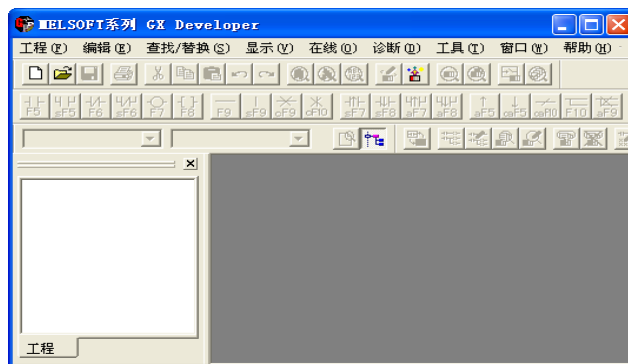 MELSOFT系列 GX Developer
工程(F) 编辑(E) 查找/替换(S) 显示(V) 在线(O) 诊断(D) 工具(T) 窗口(W) 帮助(H)
F5 sF5 F6 sF6 F7 F8 F9 sF9 cF9 cF10 sF7 sF8 aF7 aF8 aF5 caF5 caF10 F10 aF9
工程